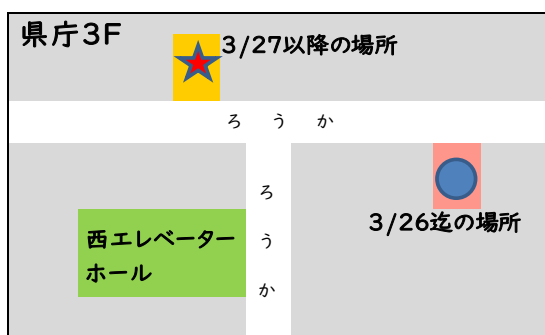 県庁3F
3/27以降の場所
ろうか
ろうか
3/26迄の場所
西エレベーター
ホール